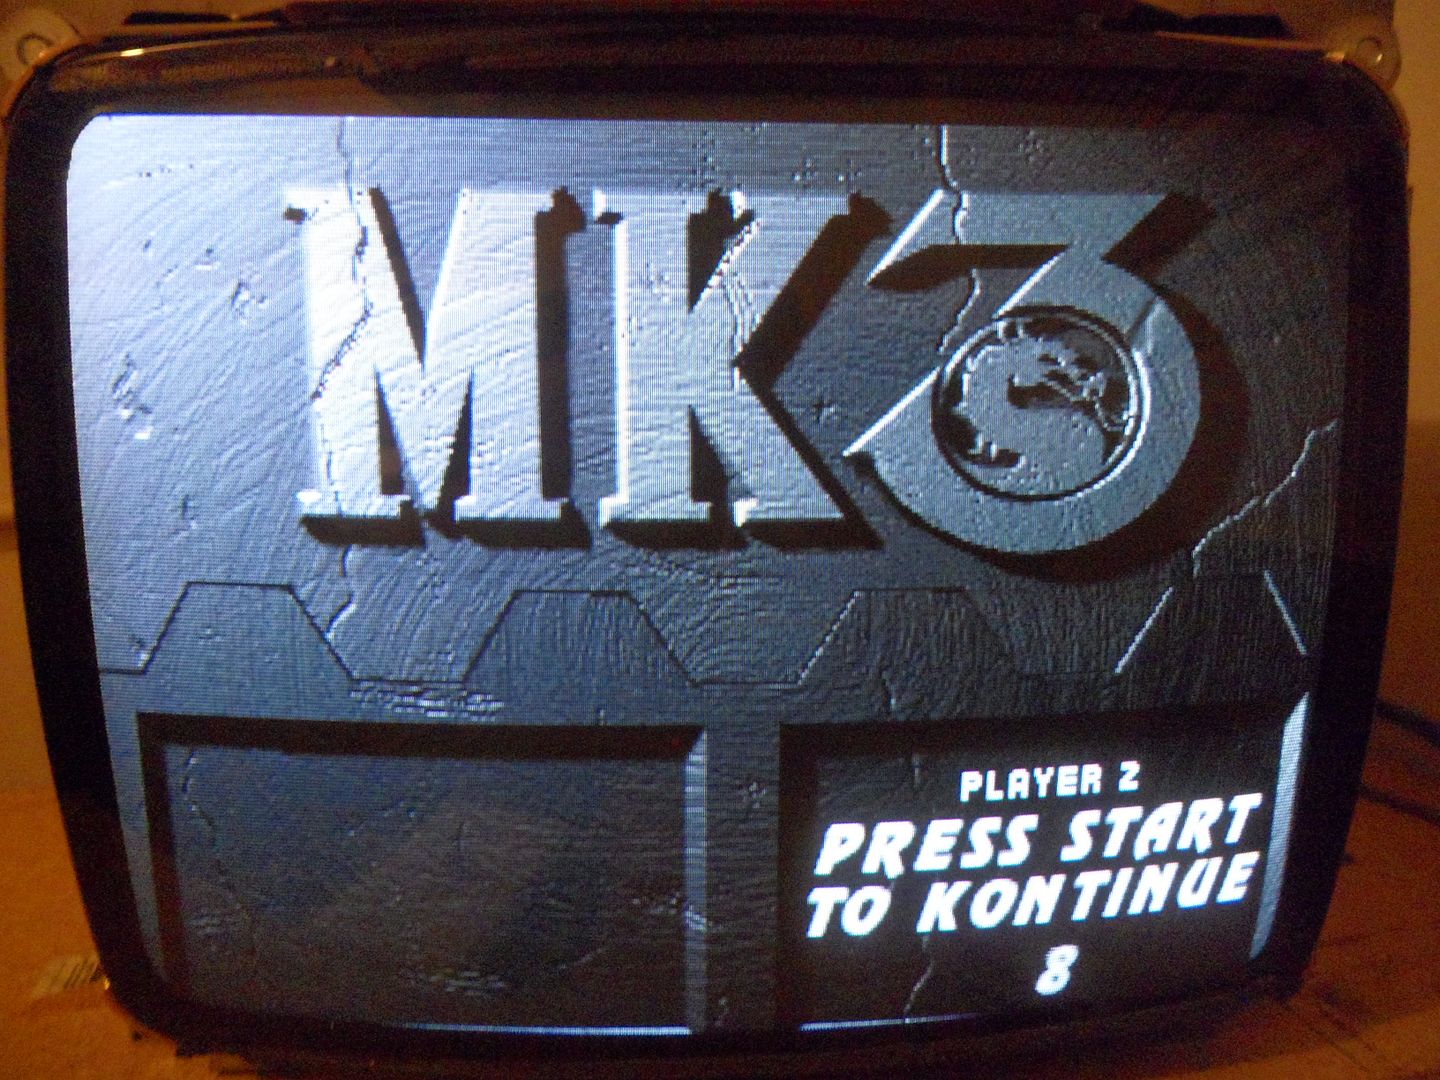 MK3
PLAYER 2
PRESS START
TO KONTINUE
8